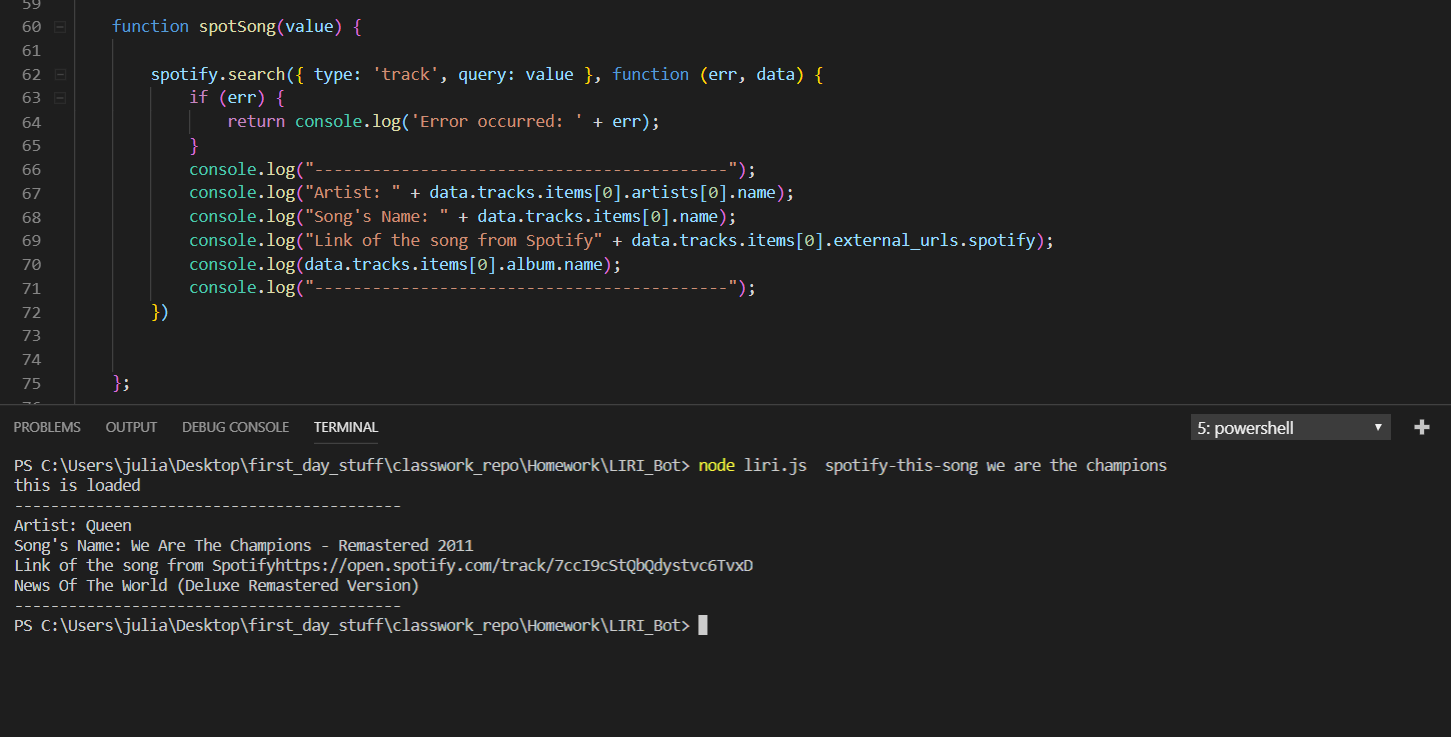 59
60 function spotSong(value) {
61
62 spotify.search({ type: 'track', query: value }, function (err, data) {
63 if (err) {
64 return console.log('Error occurred: ' + err);
65 }
66 console.log("-------------------------------------------");
67 console.log("Artist: " + data.tracks.items[0].artists[0].name);
68 console.log("Song's Name: " + data.tracks.items[0].name);
69 console.log("Link of the song from Spotify" + data.tracks.items[0].external_urls.spotify);
70 console.log(data.tracks.items[0].album.name);
71 console.log("-------------------------------------------");
72 })
73
74
75 };
76
PROBLEMS OUTPUT DEBUG CONSOLE TERMINAL 5: powershell
PS C:\Users\julia\Desktop\first_day_stuff\classwork_repo\Homework\LIRI_Bot> node liri.js  spotify-this-song we are the champions
this is loaded
-------------------------------------------
Artist: Queen
Song's Name: We Are The Champions - Remastered 2011
Link of the song from Spotifyhttps://open.spotify.com/track/7ccI9cStQbQdystvc6TvxD
News Of The World (Deluxe Remastered Version)
-------------------------------------------
PS C:\Users\julia\Desktop\first_day_stuff\classwork_repo\Homework\LIRI_Bot>